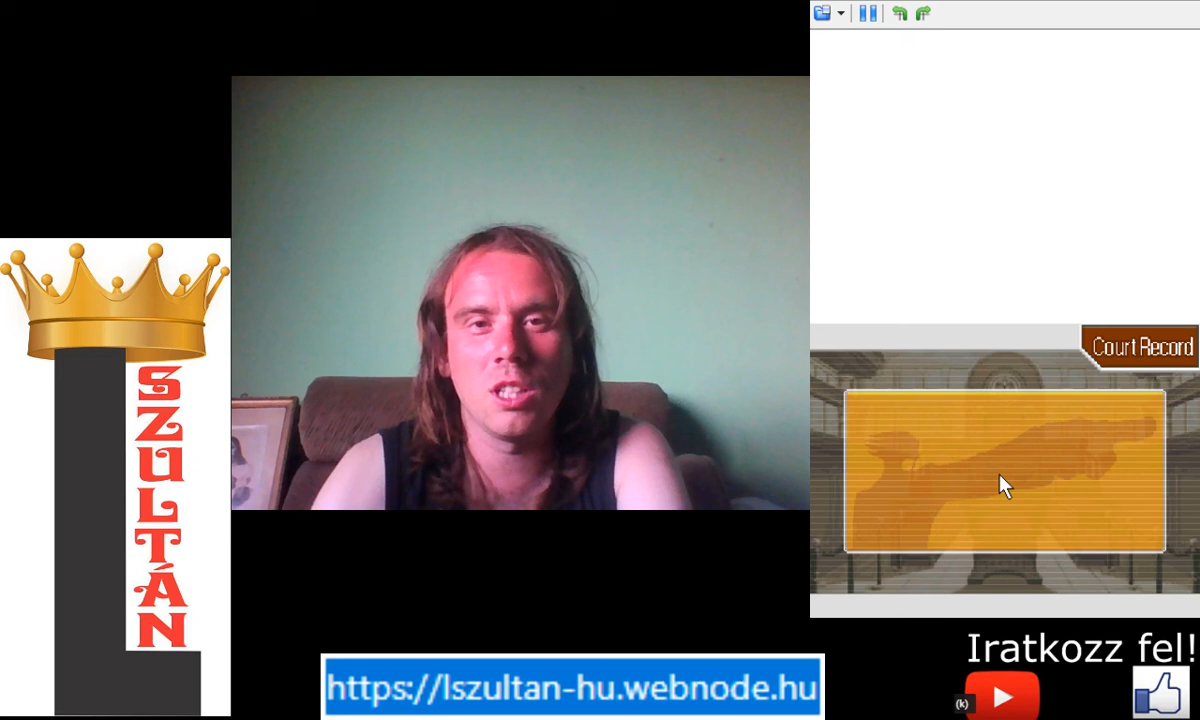 Court Record
L
SZULTÁN
Iratkozz fel!
https://lszultan-hu.webnode.hu
(k)